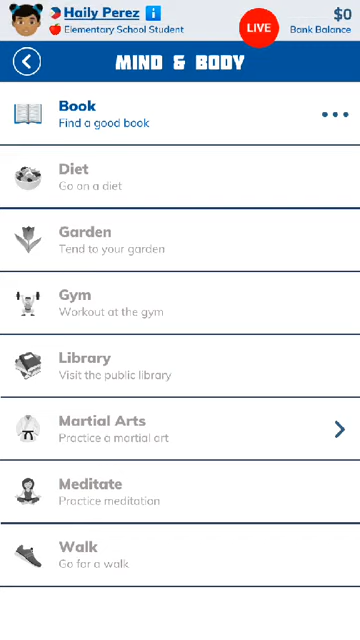 Haily Perez
$0
Elementary School Student
LIVE
Bank Balance
MIND & BODY
Book
Find a good book
Diet
Go on a diet
Garden
Tend to your garden
Gym
Workout at the gym
Library
Visit the public library
Martial Arts
Practice a martial art
Meditate
Practice meditation
Walk
Go for a walk